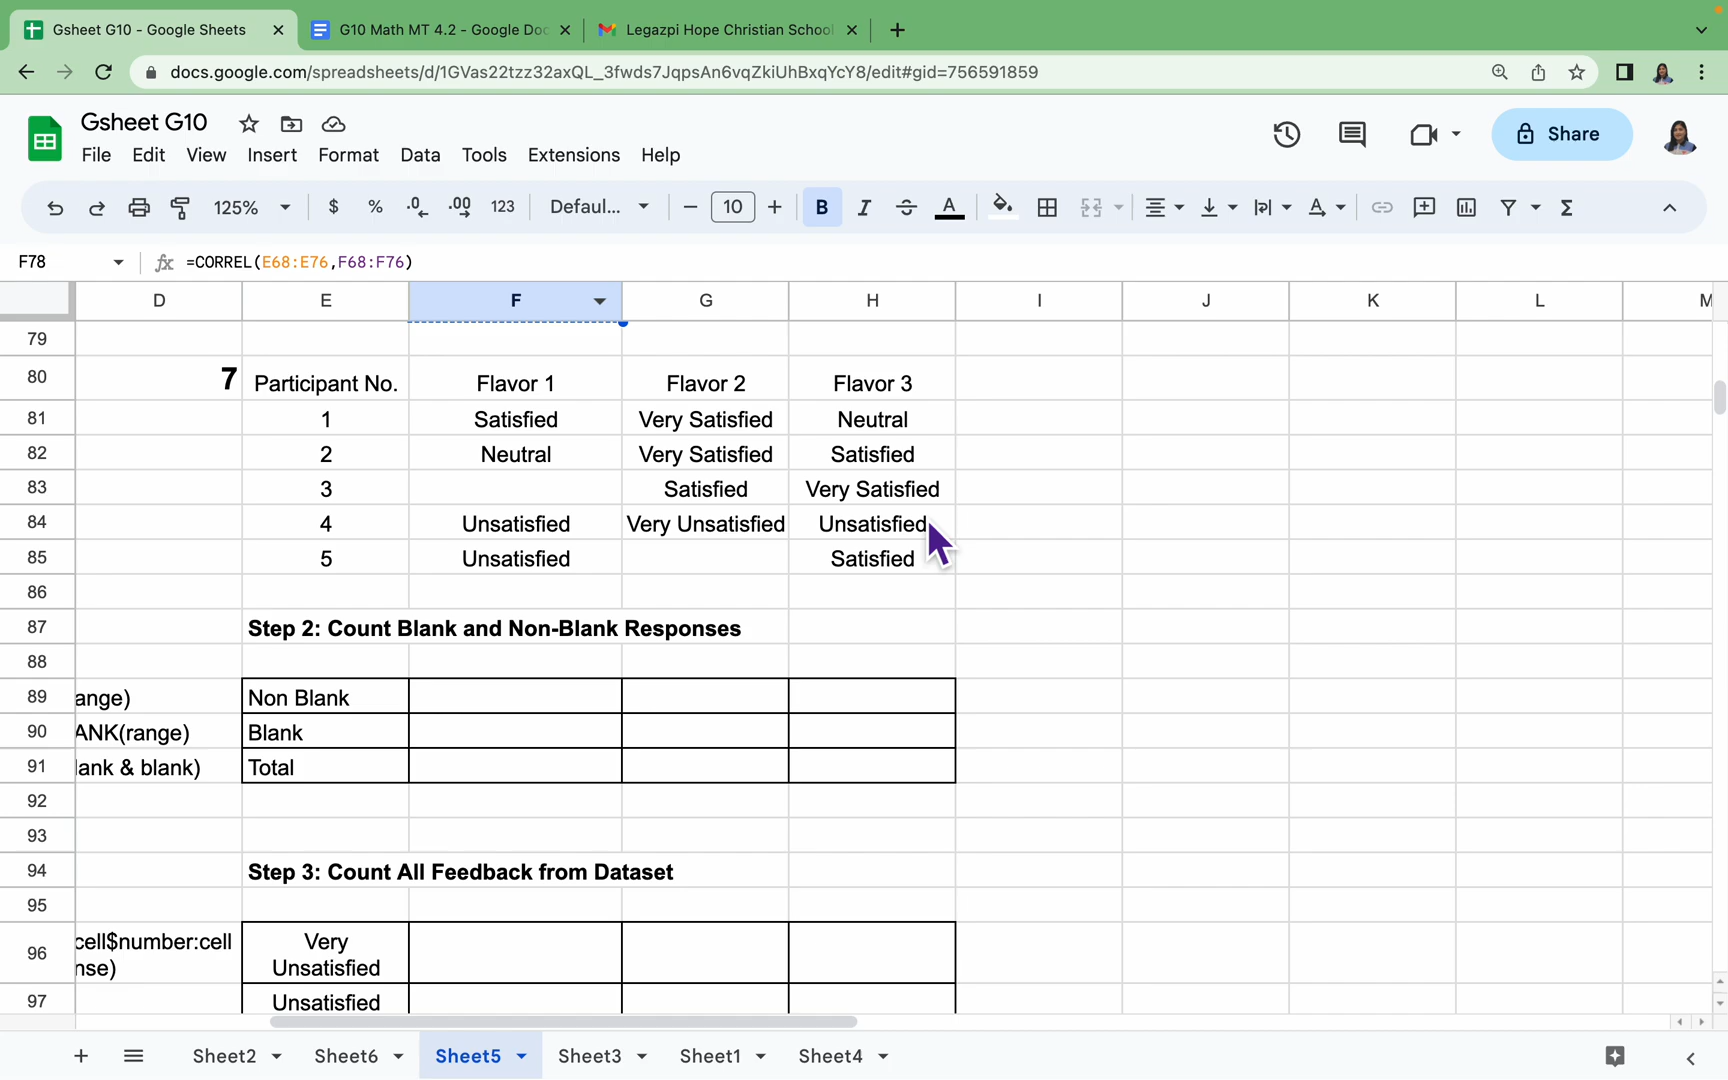 Gsheet G10 - Google Sheets
G10 Math MT 4.2 - Google Doc
Legazpi Hope Christian School
docs.google.com/spreadsheets/d/1GVas22tzz32axQL_3fwds7JqpsAn6vqZkiUhBxqYcY8/edit#gid=756591859
Gsheet G10
Share
File Edit View Insert Format Data Tools Extensions Help
125% $ % .0 .00 123 Defaul... 10 B I A
F78 fx =CORREL(E68:E76,F68:F76)
D E F G H I J K L M
79
80 7 Participant No. Flavor 1 Flavor 2 Flavor 3
81 1 Satisfied Very Satisfied Neutral
82 2 Neutral Very Satisfied Satisfied
83 3 Satisfied Very Satisfied
84 4 Unsatisfied Very Unsatisfied Unsatisfied
85 5 Unsatisfied Satisfied
86
87 Step 2: Count Blank and Non-Blank Responses
88
89 ange) Non Blank
90 ANK(range) Blank
91 lank & blank) Total
92
93
94 Step 3: Count All Feedback from Dataset
95
96 cell$number:cell Very
nse) Unsatisfied
97 Unsatisfied
Sheet2 Sheet6 Sheet5 Sheet3 Sheet1 Sheet4